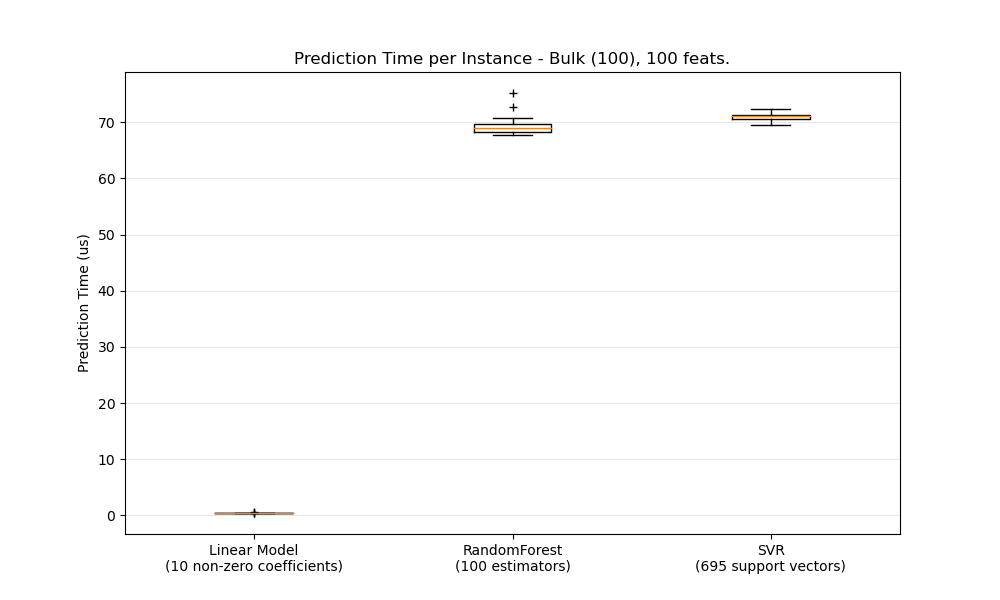 Prediction Time per Instance - Bulk (100), 100 feats.
Prediction Time (us)
70
60
50
40
30
20
10
0
Linear Model
(10 non-zero coefficients)
RandomForest
(100 estimators)
SVR
(695 support vectors)